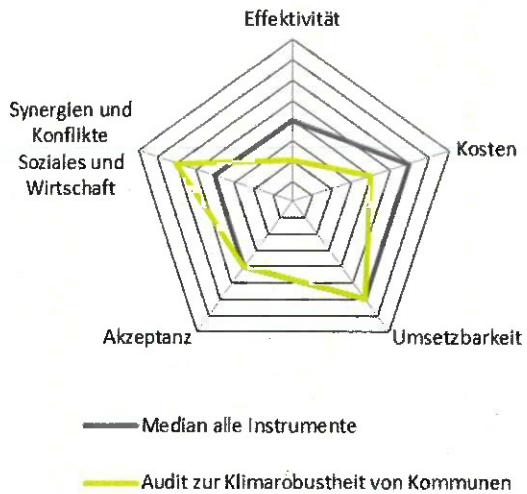 Effektivität
Synergien und
Konflikte
Soziales und
Wirtschaft
Kosten
Akzeptanz
Umsetzbarkeit
Median alle Instrumente
Audit zur Klimarobustheit von Kommunen